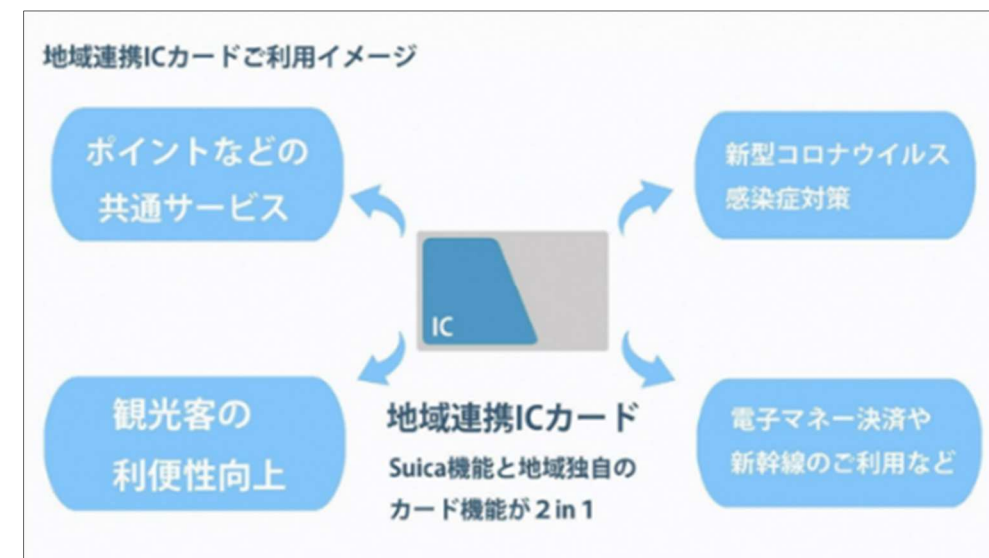 地域連携ICカードご利用イメージ
ポイントなどの
共通サービス
新型コロナウイルス
感染症対策
IC
観光客の
利便性向上
地域連携ICカード
Suica機能と地域独自の
カード機能が 2 in 1
電子マネー決済や
新幹線のご利用など